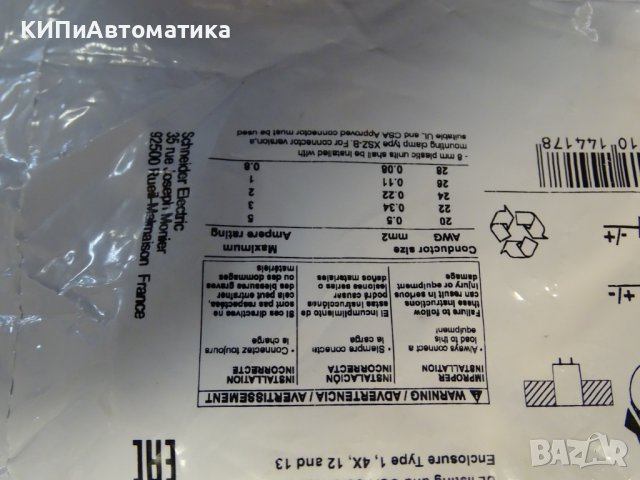 КИПиАвтоматика
UL listing and
Enclosure Type 1, 4X, 12 and 13
EAC
⚠ WARNING / ADVERTENCIA / AVERTISSEMENT
IMPROPER
INSTALLATION
• Always connect a
load to this
equipment!
Failure to follow
these instructions
can result in serious
injury or equipment
damage
INSTALACIÓN
INCORRECTA
• Siempre conecte
la carga
El incumplimiento de
estas instrucciones
podrá causar
lesiones serias o
daños materiales
INSTALLATION
INCORRECTE
• Connectez toujours
la charge
Si ces directives ne
sont pas respectées,
cela peut entraîner
des blessures graves
ou des dommages
matériels
Conductor size Maximum
AWG mm2 Ampere rating
20 0.5 5
22 0.34 3
24 0.22 2
26 0.11 1
28 0.08 0.8
- 8 mm plastic units shall be installed with
mounting clamp type XSZ-B. For connector version,a
suitable UL and CSA Approved connector must be used
Schneider Electric
35 rue Joseph Monier
92500 Rueil-Malmaison France
10 144178
-/+
+/-
BAZAR
bg